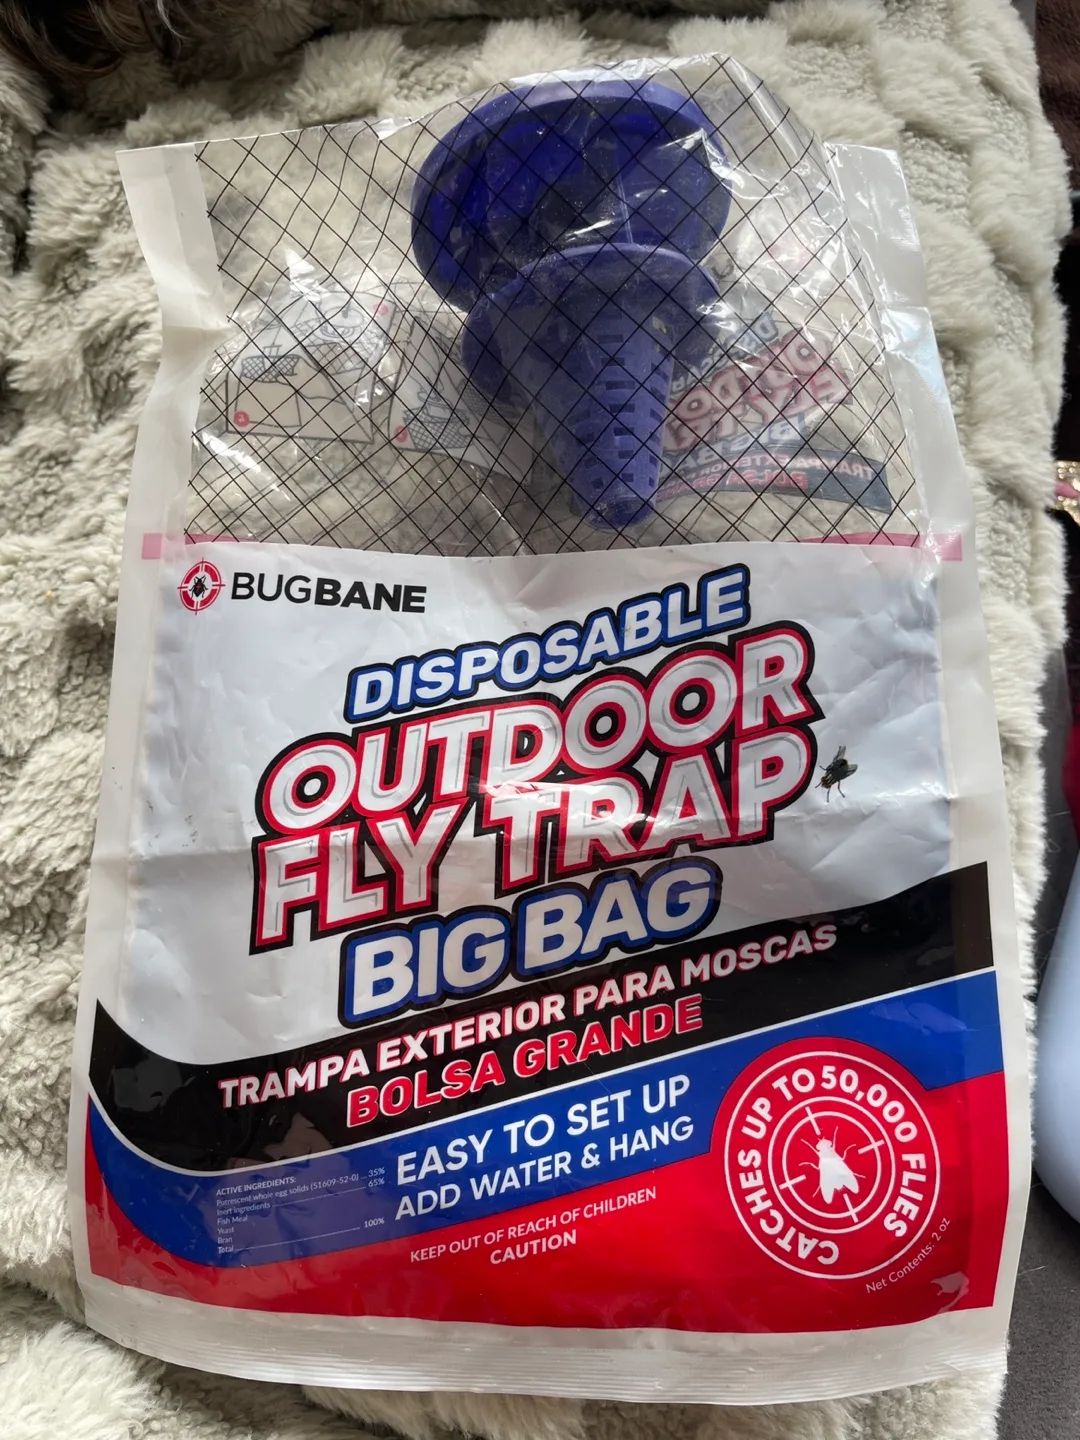 BUGBANE
DISPOSABLE
OUTDOOR
FLY TRAP
BIG BAG
TRAMPA EXTERIOR PARA MOSCAS
BOLSA GRANDE
EASY TO SET UP
ADD WATER & HANG
ACTIVE INGREDIENTS:
Putrescent whole egg solids (51609-52-0) ... 35%
Inert Ingredients 65%
Fish Meal
Yeast
Bran
Total 100%
KEEP OUT OF REACH OF CHILDREN
CAUTION
CATCHES UP TO 50,000 FLIES
Net Contents: 2 oz